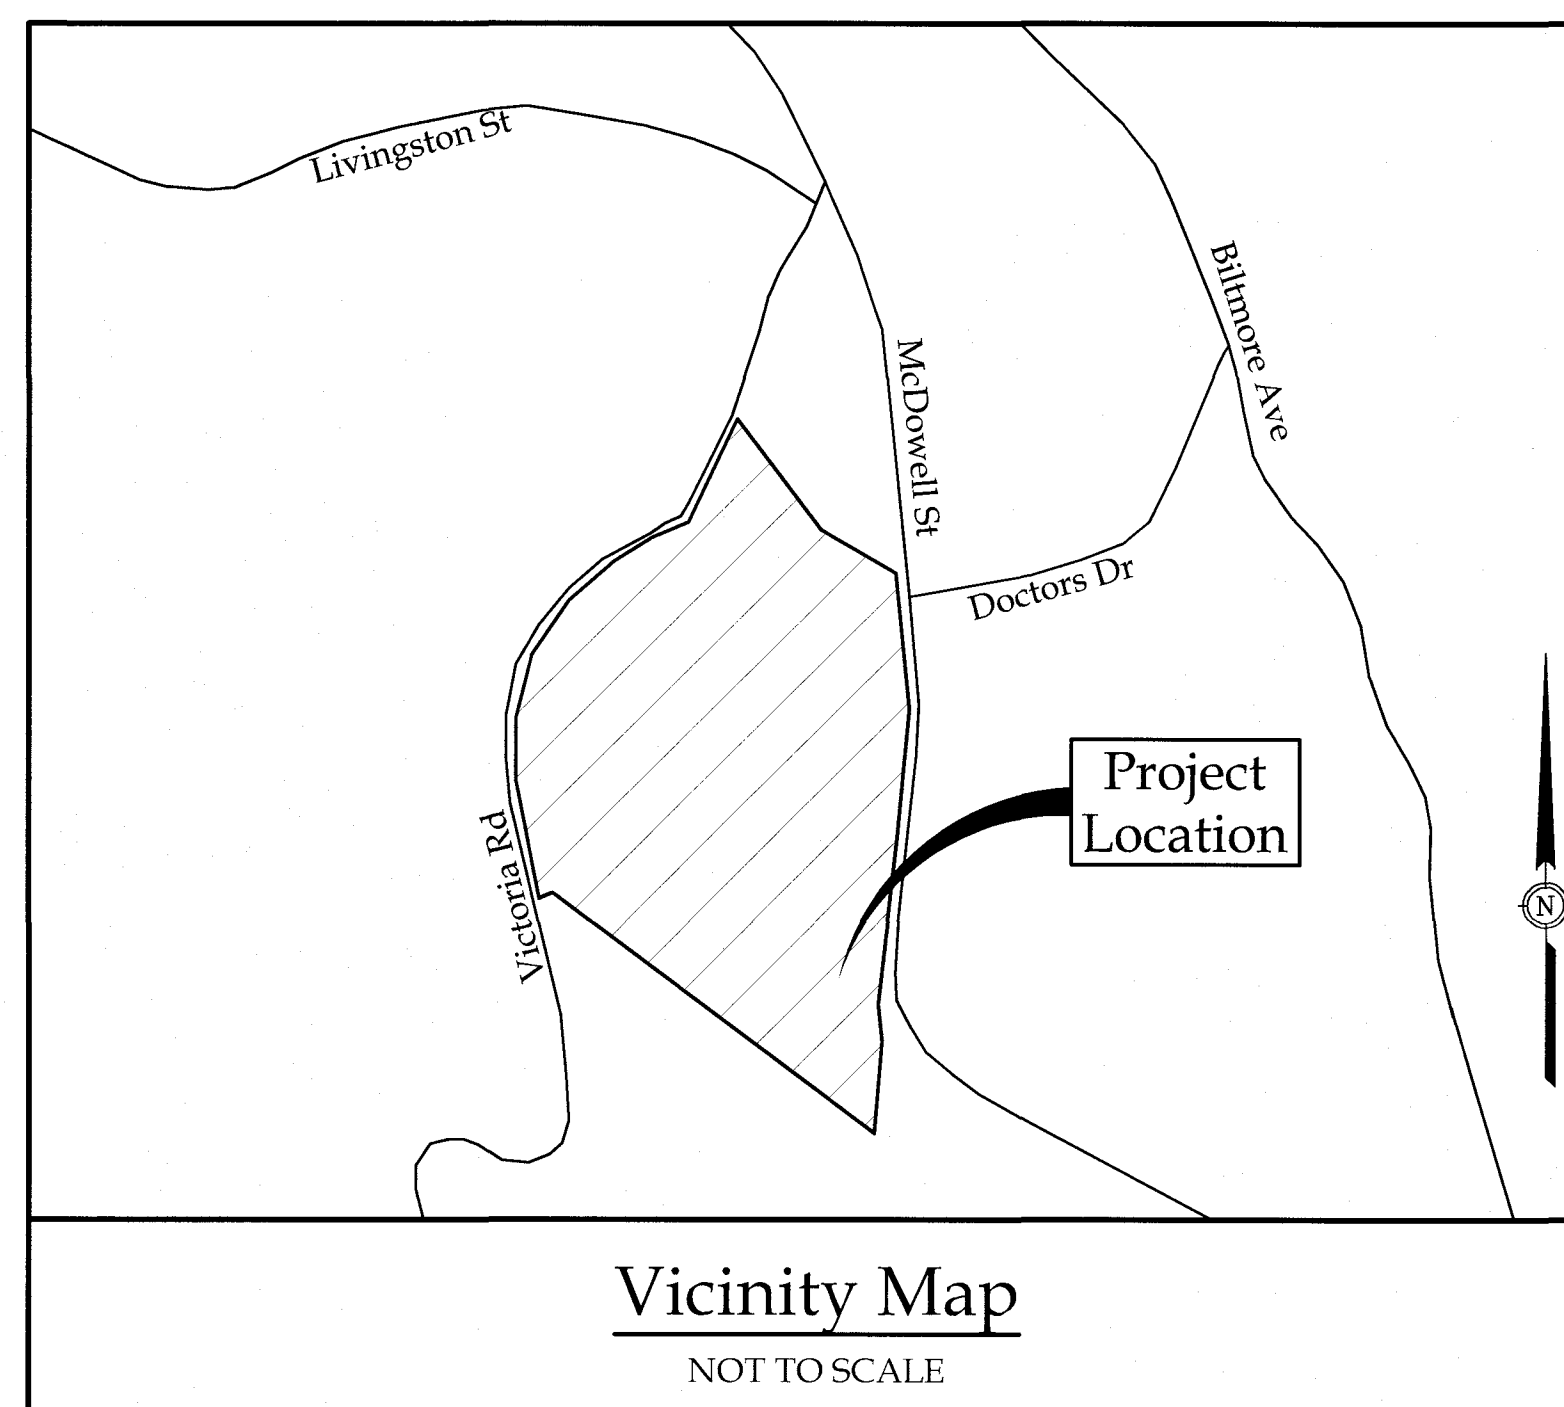 Livingston St
Biltmore Ave
McDowell St
Doctors Dr
Project
Location
Victoria Rd
N
Vicinity Map
NOT TO SCALE